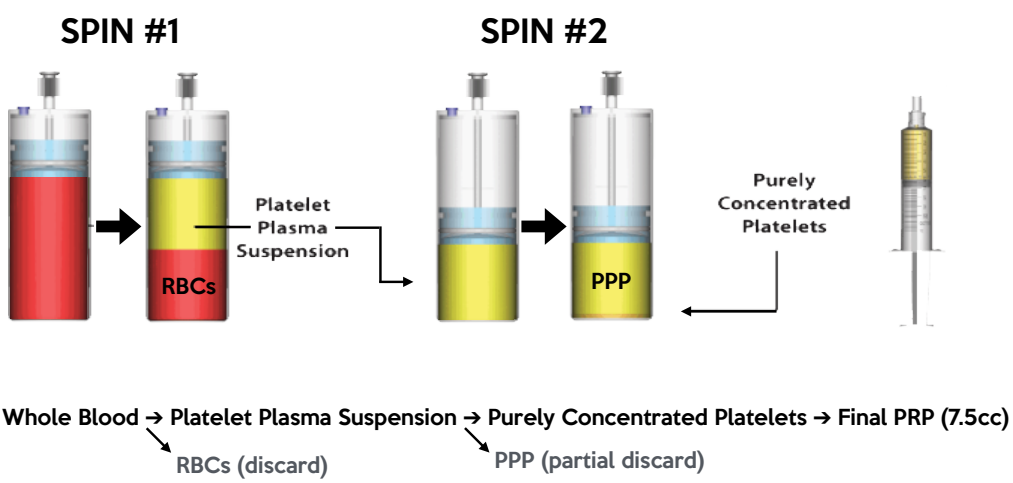 SPIN #1
SPIN #2
Platelet
Plasma
Suspension
RBCs
PPP
Purely
Concentrated
Platelets
Whole Blood → Platelet Plasma Suspension → Purely Concentrated Platelets → Final PRP (7.5cc)
RBCs (discard)
PPP (partial discard)